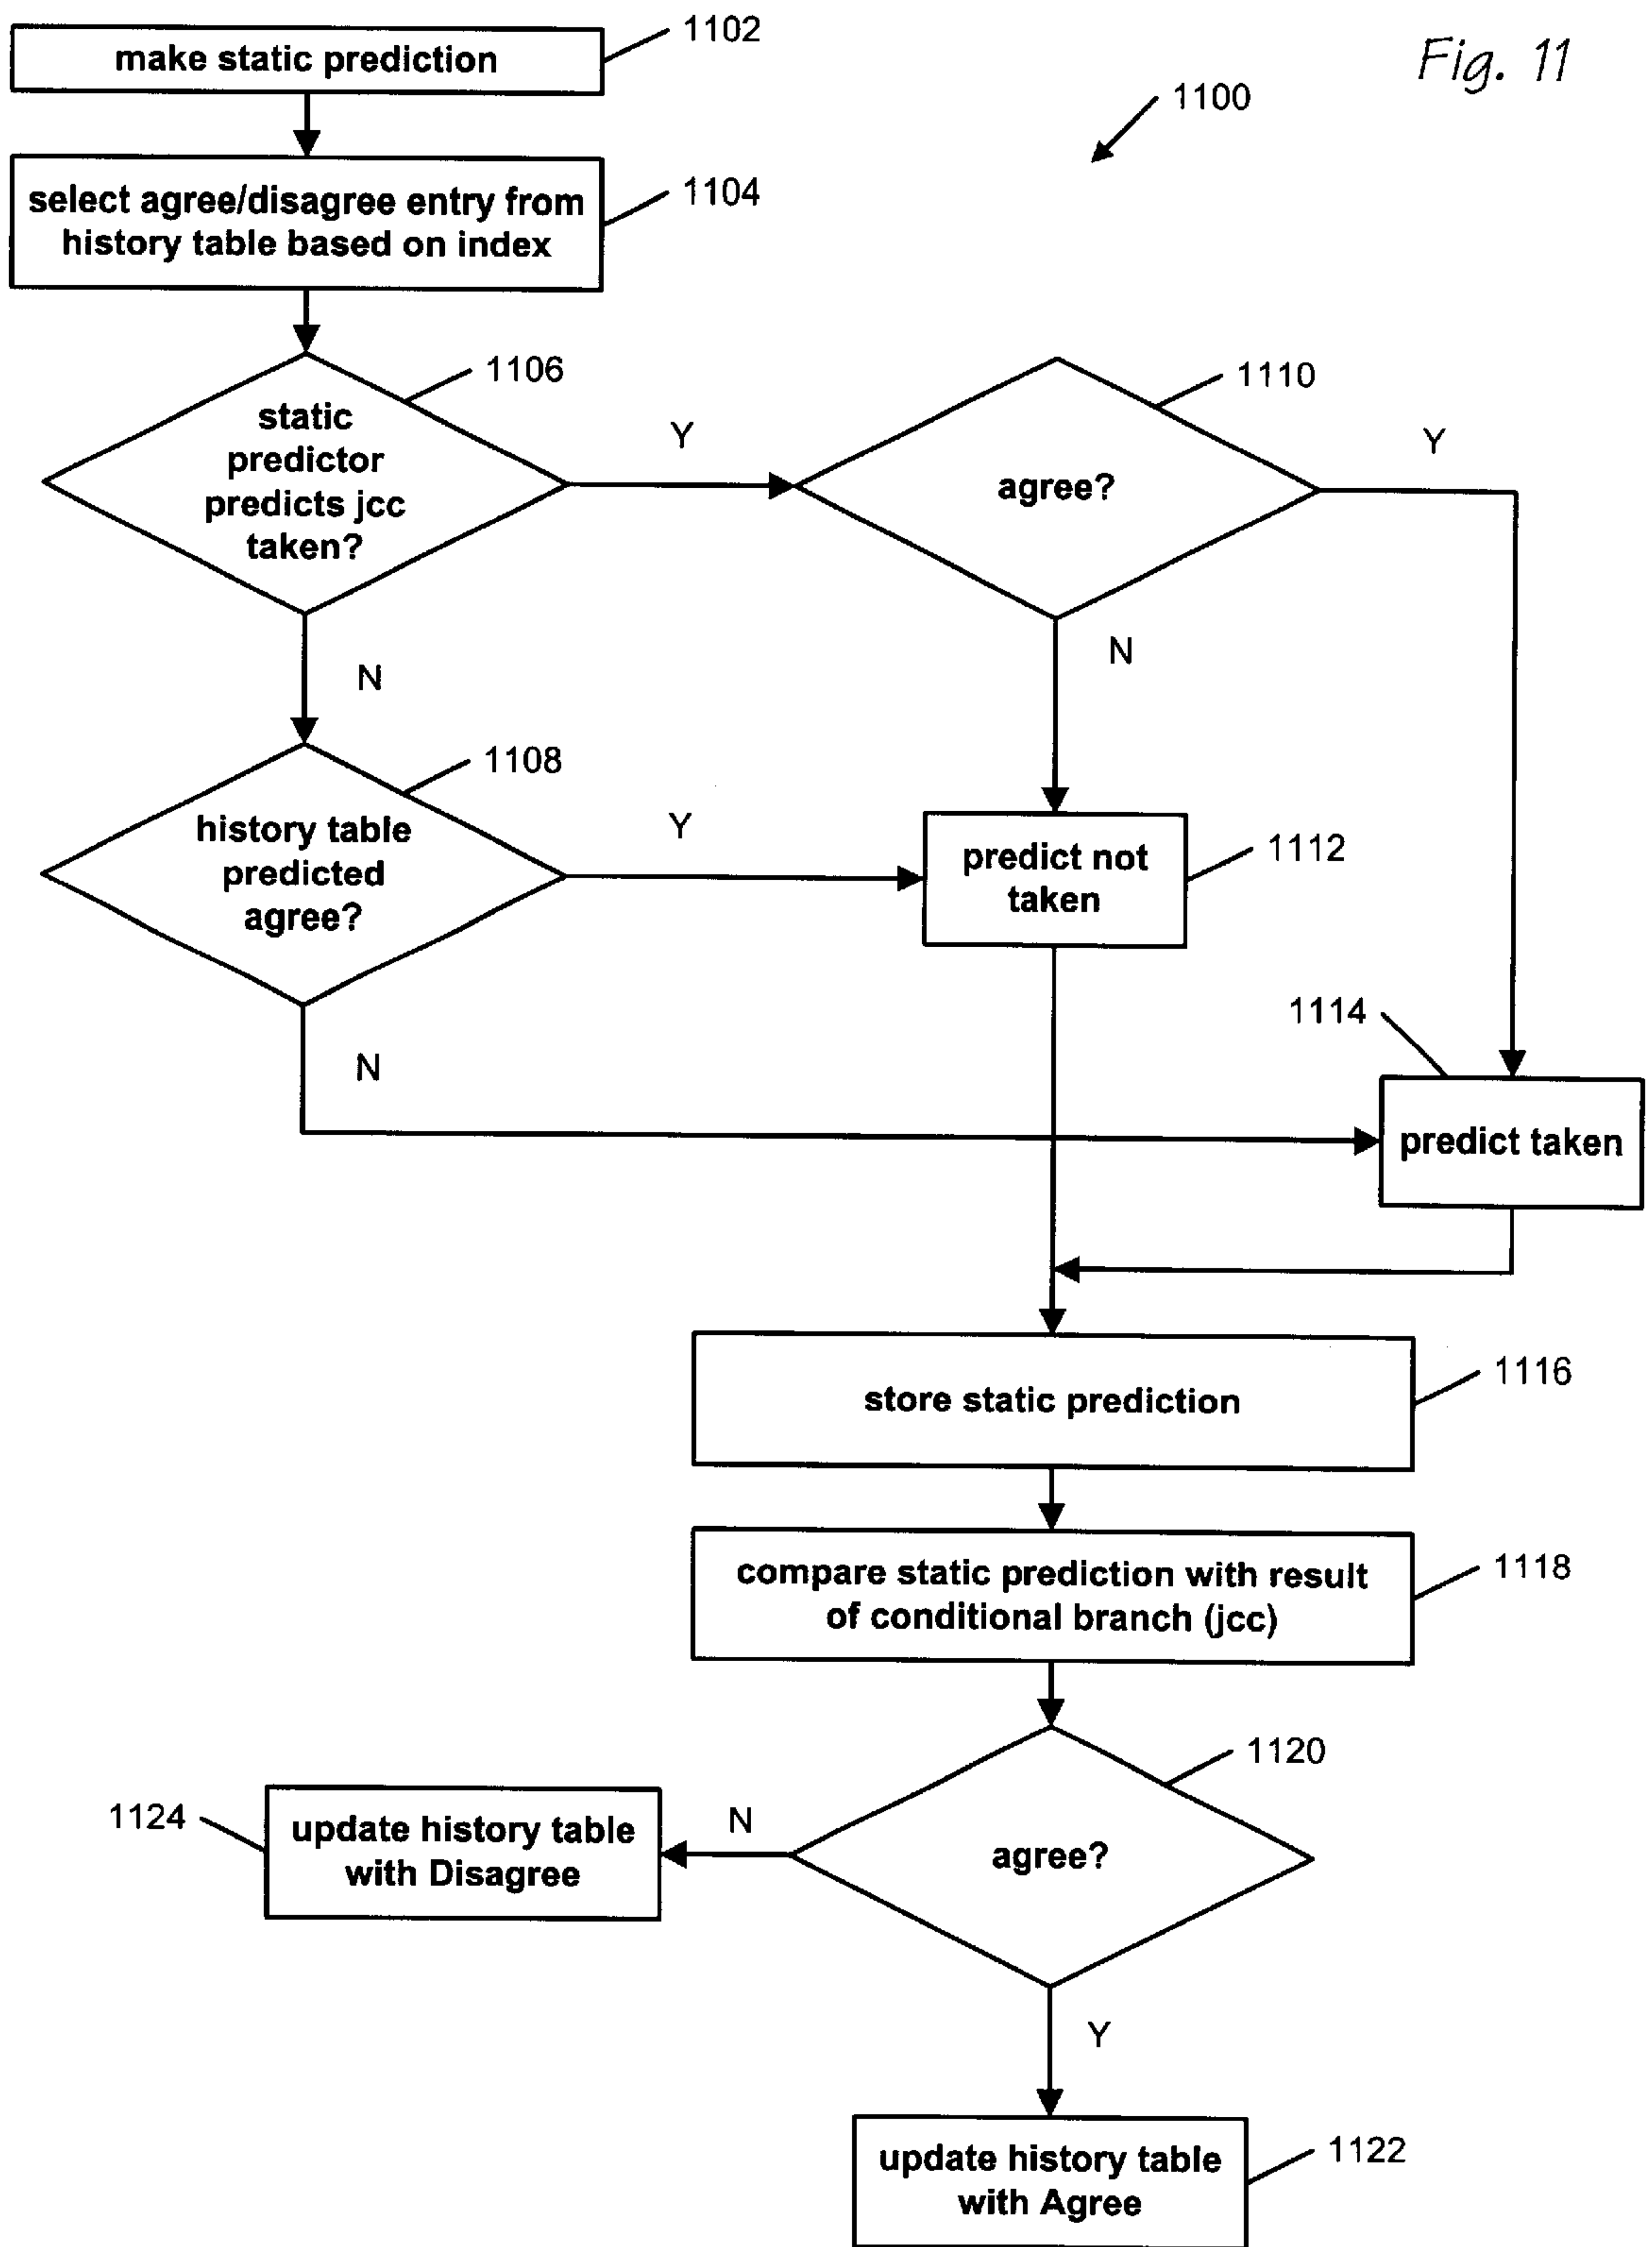 Fig. 11
1100
make static prediction
1102
select agree/disagree entry from
history table based on index
1104
static
predictor
predicts jcc
taken?
1106
Y
N
agree?
1110
Y
N
history table
predicted
agree?
1108
Y
N
predict not
taken
1112
1114
predict taken
store static prediction
1116
compare static prediction with result
of conditional branch (jcc)
1118
agree?
1120
N
Y
1124
update history table
with Disagree
update history table
with Agree
1122